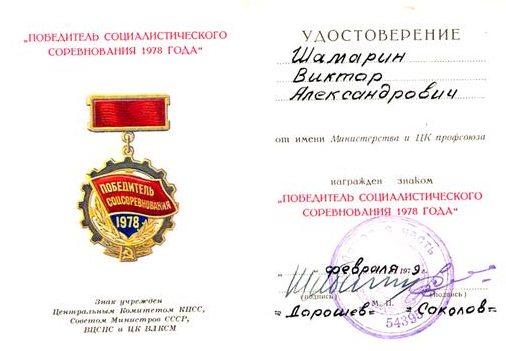 „ПОБЕДИТЕЛЬ СОЦИАЛИСТИЧЕСКОГО
СОРЕВНОВАНИЯ 1978 ГОДА“
ПОБЕДИТЕЛЬ
СОЦСОРЕВНОВАНИЯ
1978
Знак учрежден
Центральным Комитетом КПСС,
Советом Министров СССР,
ВЦСПС и ЦК ВЛКСМ
УДОСТОВЕРЕНИЕ
Шамарин
Виктор
Александрович
от имени Министерства и ЦК профсоюза
награжден знаком
"ПОБЕДИТЕЛЬ СОЦИАЛИСТИЧЕСКОГО
СОРЕВНОВАНИЯ 1978 ГОДА"
февраля 1979 г.
(подпись) М. П. (подпись)
=Дорошев= =Соколов=
54395